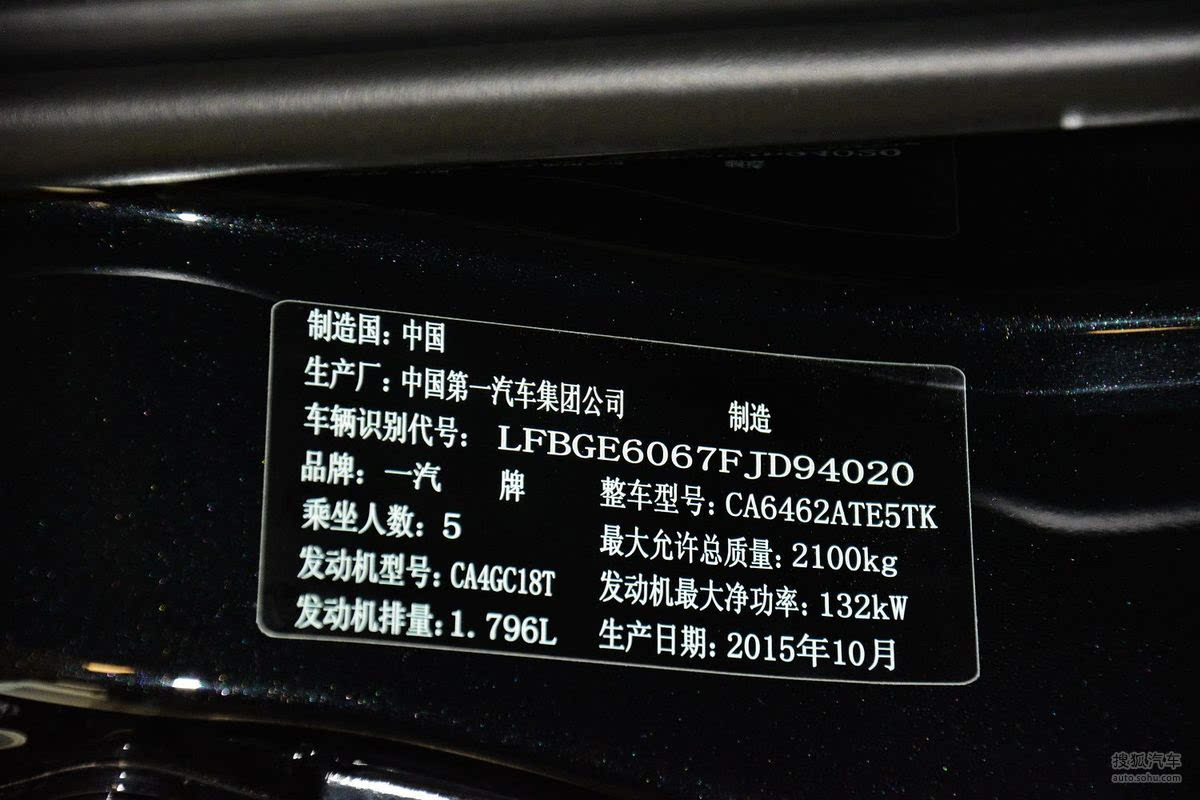 制造国：中国
生产厂：中国第一汽车集团公司 制造
车辆识别代号： LFBGE6067FJD94020
品牌：一汽 牌 整车型号：CA6462ATE5TK
乘坐人数：5 最大允许总质量：2100kg
发动机型号：CA4GC18T 发动机最大净功率：132kW
发动机排量：1.796L 生产日期：2015年10月
搜狐汽车
auto.sohu.com